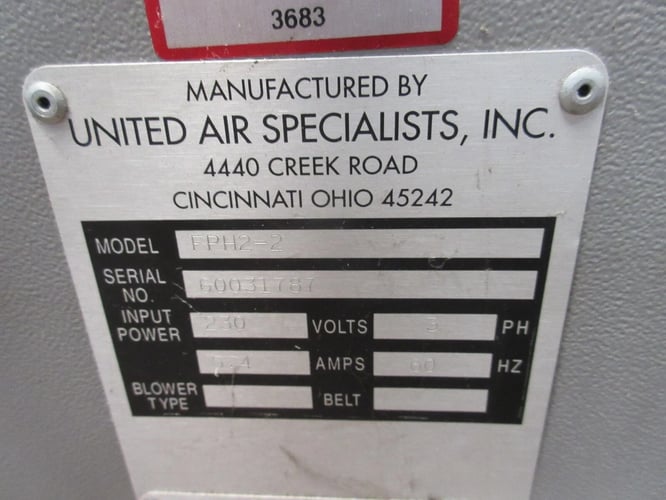 3683
MANUFACTURED BY
UNITED AIR SPECIALISTS, INC.
4440 CREEK ROAD
CINCINNATI OHIO 45242
MODEL FPH2-2
SERIAL NO. 60031787
INPUT POWER 230 VOLTS 3 PH
AMPS 60 HZ
BLOWER TYPE BELT